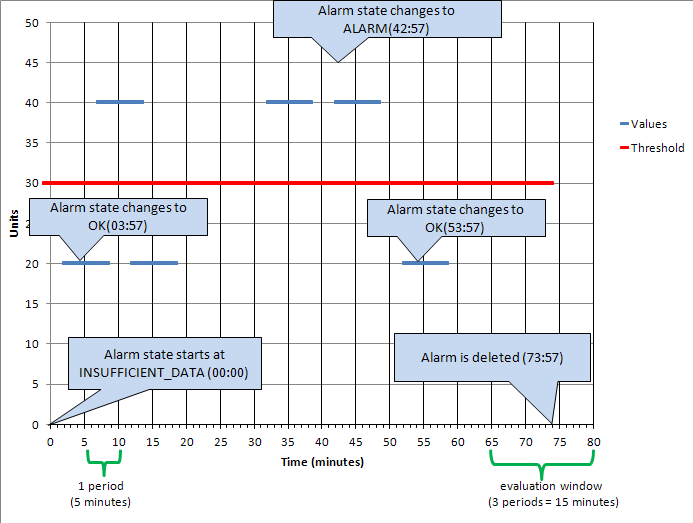 Alarm state changes to
ALARM(42:57)
50
45
40
35
30
25
20
15
10
5
0
Units
Values
Threshold
Alarm state changes to
OK(03:57)
Alarm state changes to
OK(53:57)
Alarm state starts at
INSUFFICIENT_DATA (00:00)
Alarm is deleted (73:57)
0 5 10 15 20 25 30 35 40 45 50 55 60 65 70 75 80
Time (minutes)
1 period
(5 minutes)
evaluation window
(3 periods = 15 minutes)